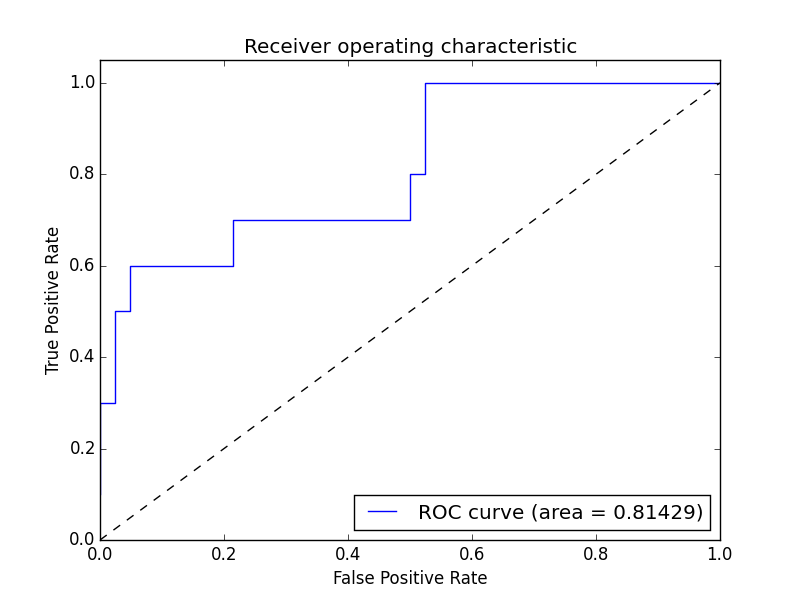 Receiver operating characteristic
1.0
0.8
0.6
0.4
0.2
0.0
True Positive Rate
ROC curve (area = 0.81429)
0.0 0.2 0.4 0.6 0.8 1.0
False Positive Rate